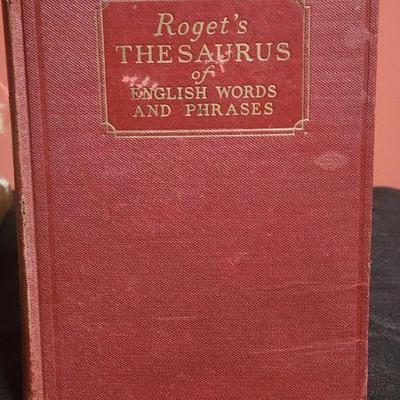 Roget's
THESAURUS
of
ENGLISH WORDS
AND PHRASES